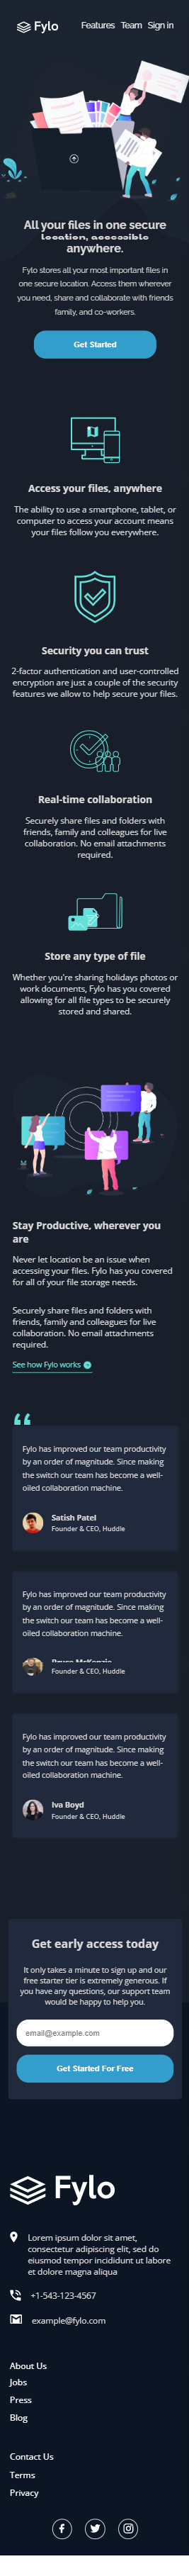 Fylo
Features Team Sign in
All your files in one secure
location, accessible
anywhere.
Fylo stores all your most important files in
one secure location. Access them wherever
you need, share and collaborate with friends
family, and co-workers.
Get Started
Access your files, anywhere
The ability to use a smartphone, tablet, or
computer to access your account means
your files follow you everywhere.
Security you can trust
2-factor authentication and user-controlled
encryption are just a couple of the security
features we allow to help secure your files.
Real-time collaboration
Securely share files and folders with
friends, family and colleagues for live
collaboration. No email attachments
required.
Store any type of file
Whether you're sharing holidays photos or
work documents, Fylo has you covered
allowing for all file types to be securely
stored and shared.
Stay Productive, wherever you
are
Never let location be an issue when
accessing your files. Fylo has you covered
for all of your file storage needs.
Securely share files and folders with
friends, family and colleagues for live
collaboration. No email attachments
required.
See how Fylo works
Fylo has improved our team productivity
by an order of magnitude. Since making
the switch our team has become a well-
oiled collaboration machine.
Satish Patel
Founder & CEO, Huddle
Fylo has improved our team productivity
by an order of magnitude. Since making
the switch our team has become a well-
oiled collaboration machine.
Bruce McKenzie
Founder & CEO, Huddle
Fylo has improved our team productivity
by an order of magnitude. Since making
the switch our team has become a well-
oiled collaboration machine.
Iva Boyd
Founder & CEO, Huddle
Get early access today
It only takes a minute to sign up and our
free starter tier is extremely generous. If
you have any questions, our support team
would be happy to help you.
email@example.com
Get Started For Free
Fylo
Lorem ipsum dolor sit amet,
consectetur adipiscing elit, sed do
eiusmod tempor incididunt ut labore
et dolore magna aliqua
+1-543-123-4567
example@fylo.com
About Us
Jobs
Press
Blog
Contact Us
Terms
Privacy